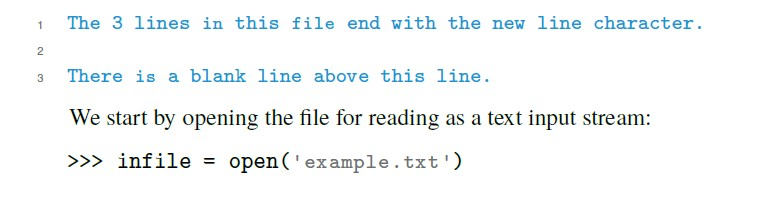 1 The 3 lines in this file end with the new line character.
2
3 There is a blank line above this line.
We start by opening the file for reading as a text input stream:
>>> infile = open('example.txt')